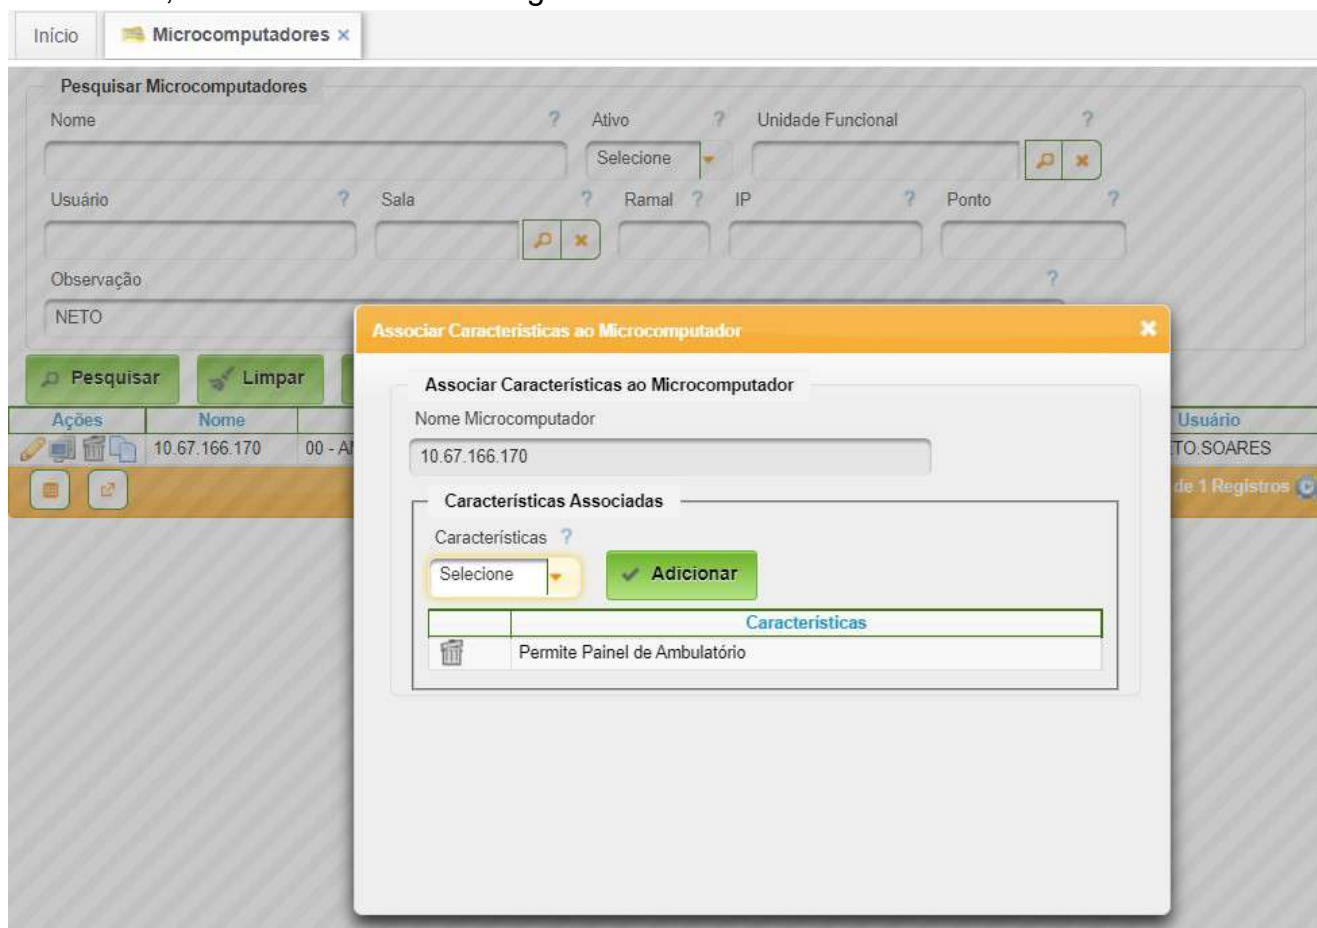 Início Microcomputadores ×
Pesquisar Microcomputadores
Nome ? Ativo ? Unidade Funcional ?
Selecione
Usuário ? Sala ? Ramal ? IP ? Ponto ?
Observação ?
NETO
Associar Características ao Microcomputador
Pesquisar Limpar
Associar Características ao Microcomputador
Ações Nome Usuário
Nome Microcomputador
10.67.166.170 00 - TO.SOARES
10.67.166.170
de 1 Registros
Características Associadas
Características ?
Selecione Adicionar
Características
Permite Painel de Ambulatório